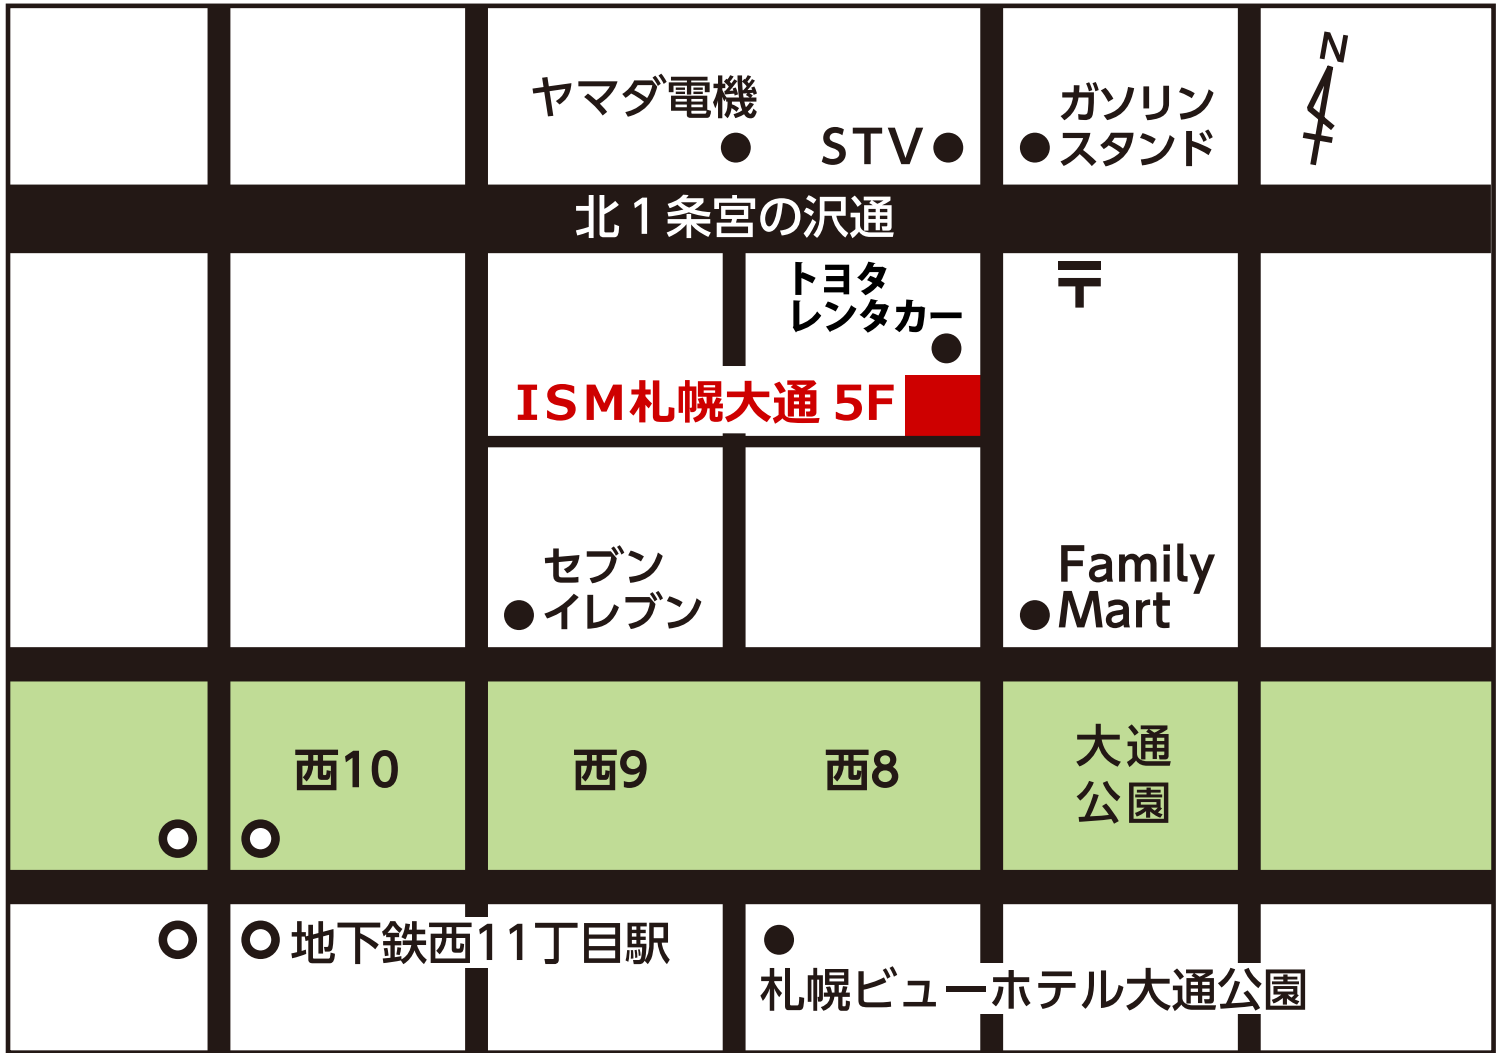 N
ヤマダ電機
STV
ガソリン
スタンド
北1条宮の沢通
トヨタ
レンタカー
〒
ISM札幌大通 5F
セブン
イレブン
Family
Mart
西10
西9
西8
大通
公園
地下鉄西11丁目駅
札幌ビューホテル大通公園